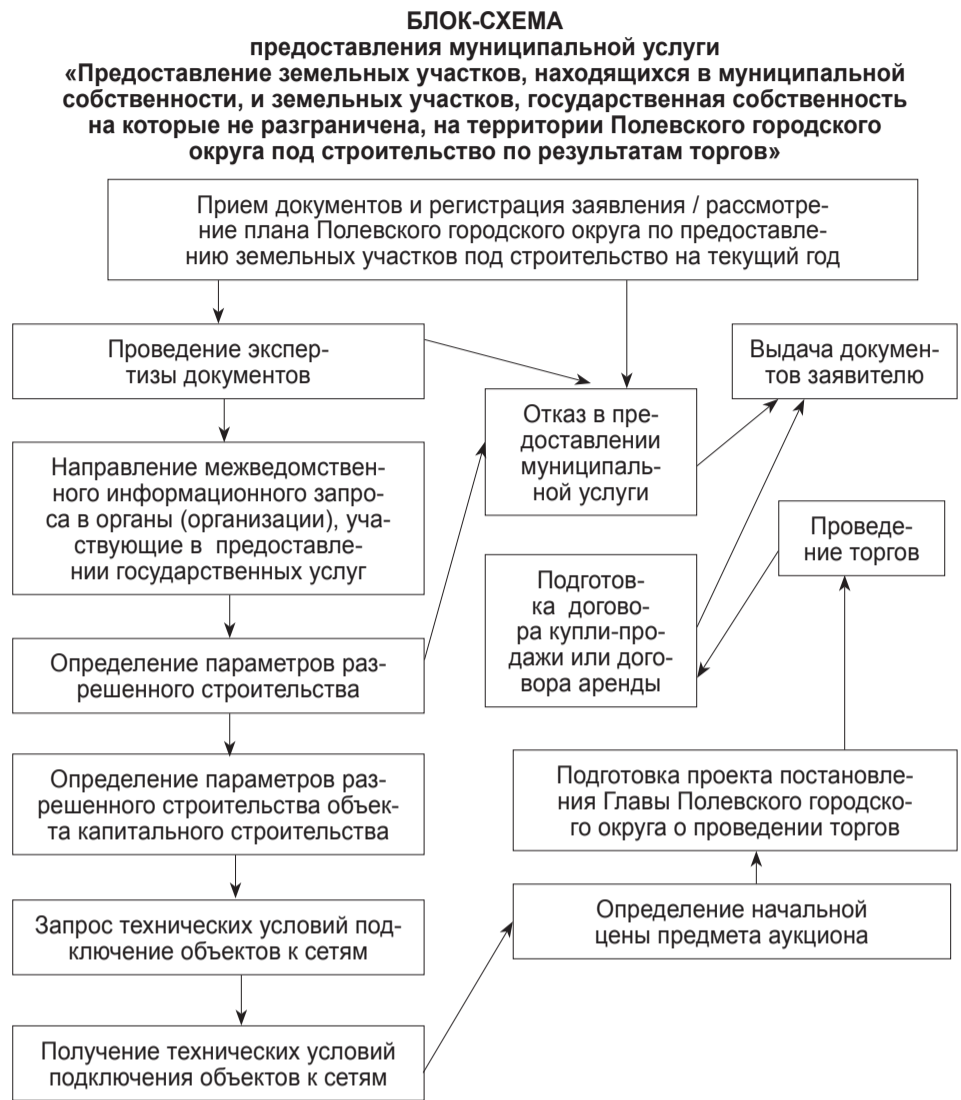 БЛОК-СХЕМА
предоставления муниципальной услуги
«Предоставление земельных участков, находящихся в муниципальной
собственности, и земельных участков, государственная собственность
на которые не разграничена, на территории Полевского городского
округа под строительство по результатам торгов»
Прием документов и регистрация заявления / рассмотре-
ние плана Полевского городского округа по предоставле-
нию земельных участков под строительство на текущий год
Проведение экспер-
тизы документов
Выдача докумен-
тов заявителю
Отказ в пре-
доставлении
муниципаль-
ной услуги
Направление межведомствен-
ного информационного запро-
са в органы (организации), уча-
ствующие в предоставле-
нии государственных услуг
Проведе-
ние торгов
Подготов-
ка догово-
ра купли-про-
дажи или дого-
вора аренды
Определение параметров раз-
решенного строительства
Определение параметров раз-
решенного строительства объек-
та капитального строительства
Подготовка проекта постановле-
ния Главы Полевского городско-
го округа о проведении торгов
Запрос технических условий под-
ключение объектов к сетям
Определение начальной
цены предмета аукциона
Получение технических условий
подключения объектов к сетям